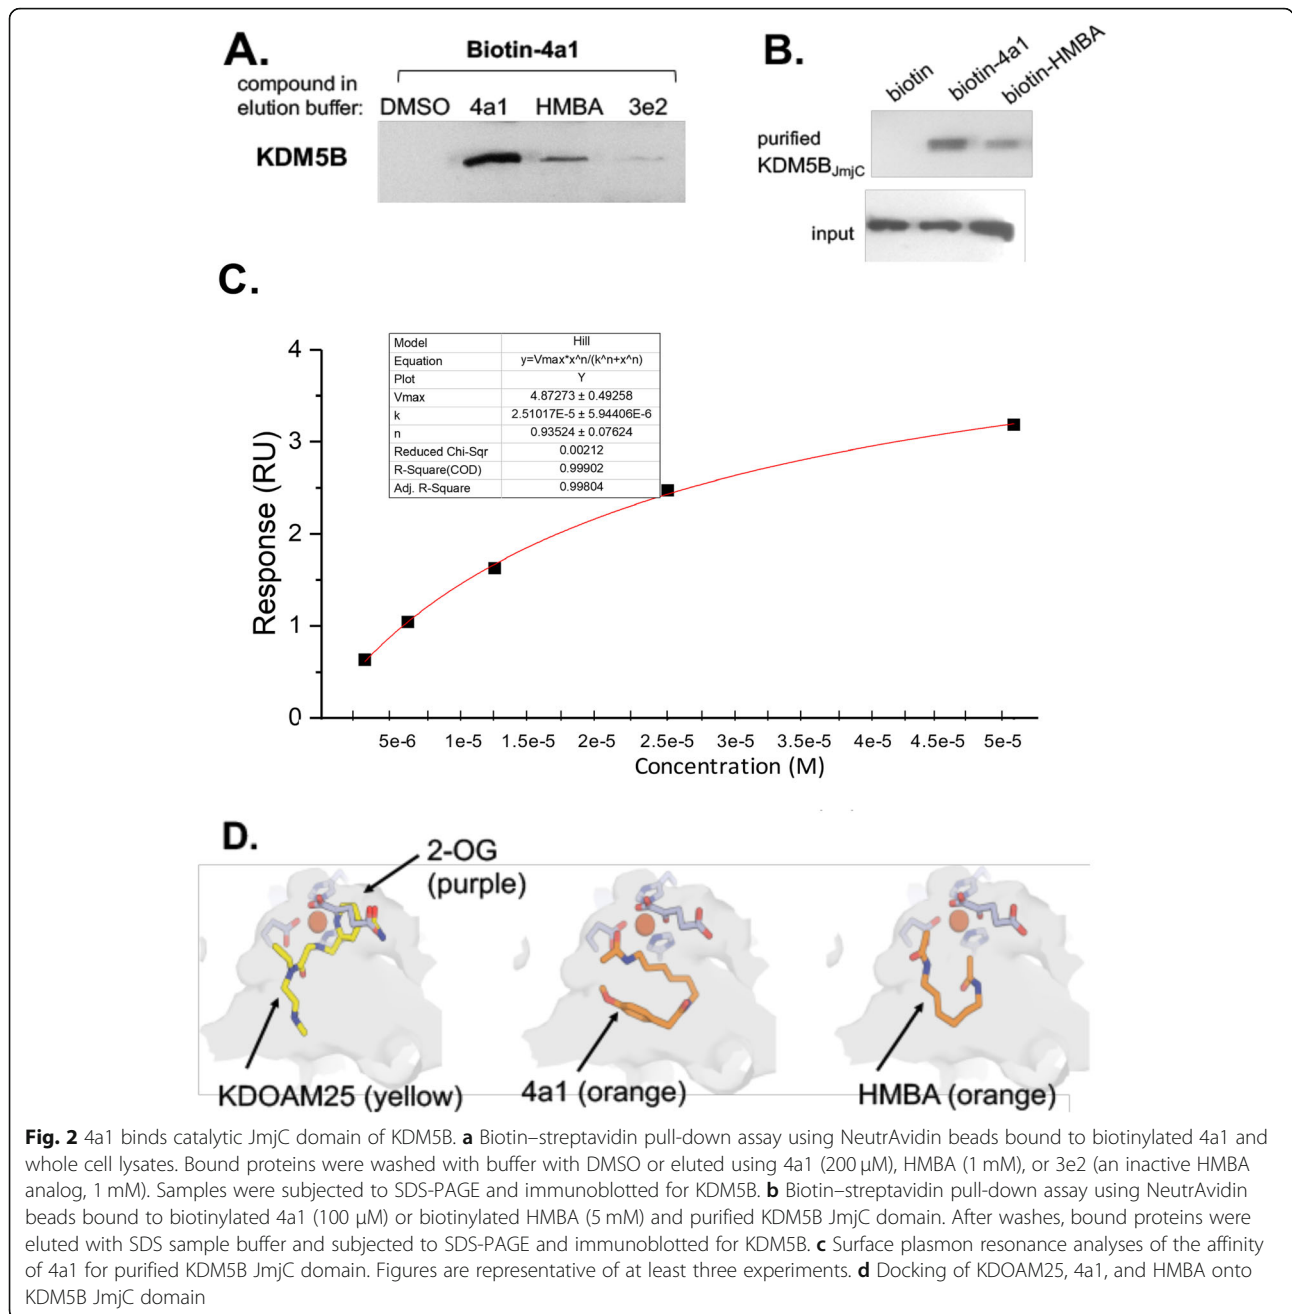 A.
Biotin-4a1
compound in
elution buffer:
DMSO 4a1 HMBA 3e2
KDM5B
B.
biotin
biotin-4a1
biotin-HMBA
purified
KDM5BJmjC
input
C.
Model Hill
Equation y=Vmax*x^n/(k^n+x^n)
Plot Y
Vmax 4.87273 ± 0.49258
k 2.51017E-5 ± 5.94406E-6
n 0.93524 ± 0.07624
Reduced Chi-Sqr 0.00212
R-Square(COD) 0.99902
Adj. R-Square 0.99804
Response (RU)
4
3
2
1
0
5e-6 1e-5 1.5e-5 2e-5 2.5e-5 3e-5 3.5e-5 4e-5 4.5e-5 5e-5
Concentration (M)
D.
2-OG
(purple)
KDOAM25 (yellow)
4a1 (orange)
HMBA (orange)
Fig. 2 4a1 binds catalytic JmjC domain of KDM5B. a Biotin–streptavidin pull-down assay using NeutrAvidin beads bound to biotinylated 4a1 and
whole cell lysates. Bound proteins were washed with buffer with DMSO or eluted using 4a1 (200 μM), HMBA (1 mM), or 3e2 (an inactive HMBA
analog, 1 mM). Samples were subjected to SDS-PAGE and immunoblotted for KDM5B. b Biotin–streptavidin pull-down assay using NeutrAvidin
beads bound to biotinylated 4a1 (100 μM) or biotinylated HMBA (5 mM) and purified KDM5B JmjC domain. After washes, bound proteins were
eluted with SDS sample buffer and subjected to SDS-PAGE and immunoblotted for KDM5B. c Surface plasmon resonance analyses of the affinity
of 4a1 for purified KDM5B JmjC domain. Figures are representative of at least three experiments. d Docking of KDOAM25, 4a1, and HMBA onto
KDM5B JmjC domain